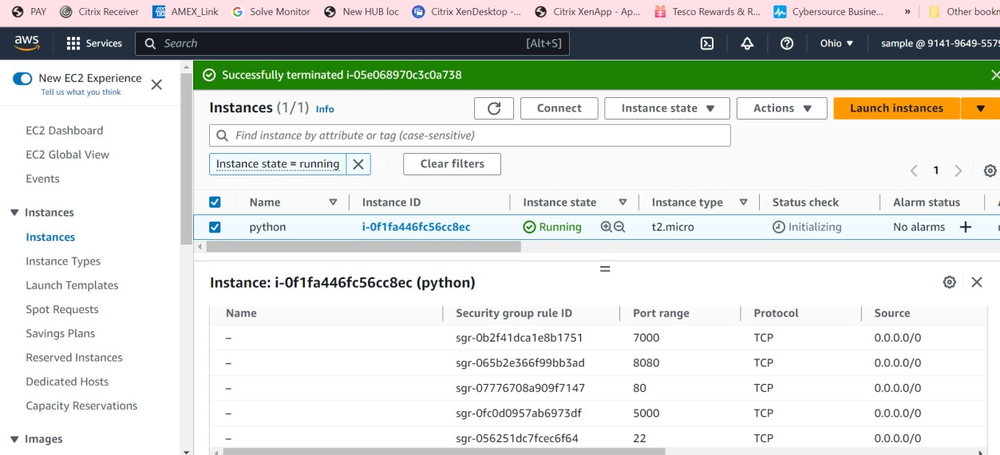 PAY Citrix Receiver AMEX_Link Solve Monitor New HUB loc Citrix XenDesktop -... Citrix XenApp - Ap... Tesco Rewards & R... Cybersource Busine... » Other bookm
aws Services Search [Alt+S] Ohio ▼ sample @ 9141-9649-557
New EC2 Experience
Tell us what you think
Successfully terminated i-05e068970c3c0a738
Instances (1/1) Info Connect Instance state ▼ Actions ▼ Launch instances ▼
Find instance by attribute or tag (case-sensitive)
Instance state = running Clear filters
1
Name Instance ID Instance state Instance type Status check Alarm status
python i-0f1fa446fc56cc8ec Running t2.micro Initializing No alarms +
Instance: i-0f1fa446fc56cc8ec (python)
Name Security group rule ID Port range Protocol Source
– sgr-0b2f41dca1e8b1751 7000 TCP 0.0.0.0/0
– sgr-065b2e366f99bb3ad 8080 TCP 0.0.0.0/0
– sgr-07776708a909f7147 80 TCP 0.0.0.0/0
– sgr-0fc0d0957ab6973df 5000 TCP 0.0.0.0/0
– sgr-056251dc7fcec6f64 22 TCP 0.0.0.0/0
EC2 Dashboard
EC2 Global View
Events
Instances
Instances
Instance Types
Launch Templates
Spot Requests
Savings Plans
Reserved Instances
Dedicated Hosts
Capacity Reservations
Images